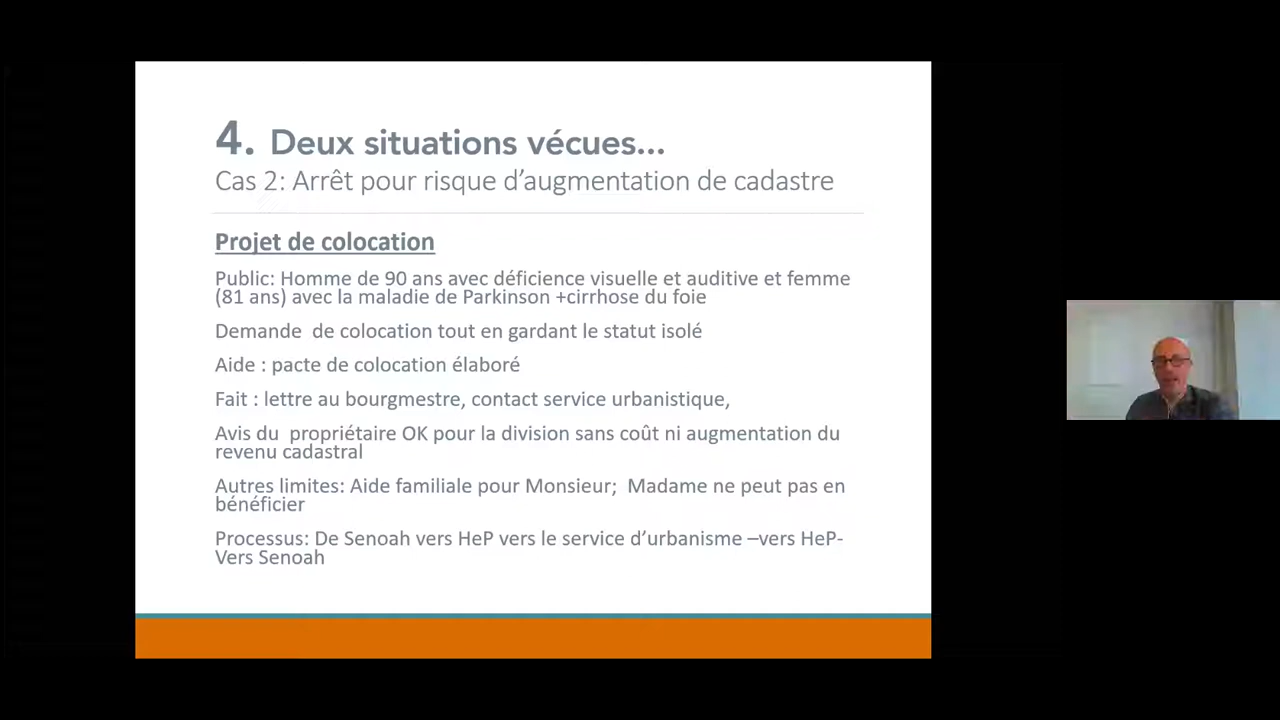 4. Deux situations vécues...
Cas 2: Arrêt pour risque d’augmentation de cadastre
Projet de colocation
Public: Homme de 90 ans avec déficience visuelle et auditive et femme
(81 ans) avec la maladie de Parkinson +cirrhose du foie
Demande  de colocation tout en gardant le statut isolé
Aide : pacte de colocation élaboré
Fait : lettre au bourgmestre, contact service urbanistique,
Avis du  propriétaire OK pour la division sans coût ni augmentation du
revenu cadastral
Autres limites: Aide familiale pour Monsieur;  Madame ne peut pas en
bénéficier
Processus: De Senoah vers HeP vers le service d’urbanisme –vers HeP-
Vers Senoah